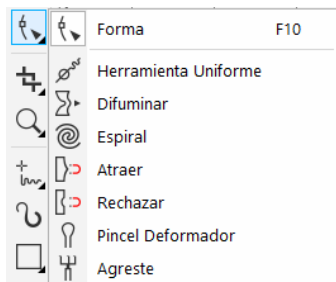 Forma F10
Herramienta Uniforme
Difuminar
Espiral
Atraer
Rechazar
Pincel Deformador
Agreste